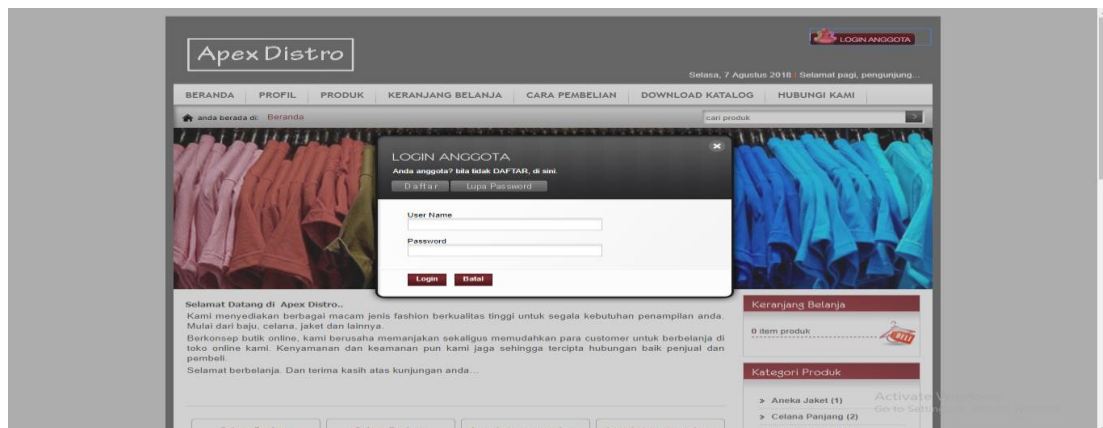 Apex Distro
LOGIN ANGGOTA
Selasa, 7 Agustus 2018 | Selamat pagi, pengunjung...
BERANDA PROFIL PRODUK KERANJANG BELANJA CARA PEMBELIAN DOWNLOAD KATALOG HUBUNGI KAMI
anda berada di: Beranda
cari produk
LOGIN ANGGOTA
Anda anggota? bila tidak DAFTAR, di sini.
Daftar Lupa Password
User Name
Password
Login Batal
Selamat Datang di Apex Distro..
Kami menyediakan berbagai macam jenis fashion berkualitas tinggi untuk segala kebutuhan penampilan anda.
Mulai dari baju, celana, jaket dan lainnya.
Berkonsep butik online, kami berusaha memanjakan sekaligus memudahkan para customer untuk berbelanja di
toko online kami. Kenyamanan dan keamanan pun kami jaga sehingga tercipta hubungan baik penjual dan
pembeli.
Selamat berbelanja. Dan terima kasih atas kunjungan anda...
Keranjang Belanja
0 item produk
Kategori Produk
> Aneka Jaket (1)
> Celana Panjang (2)
Activate Windows